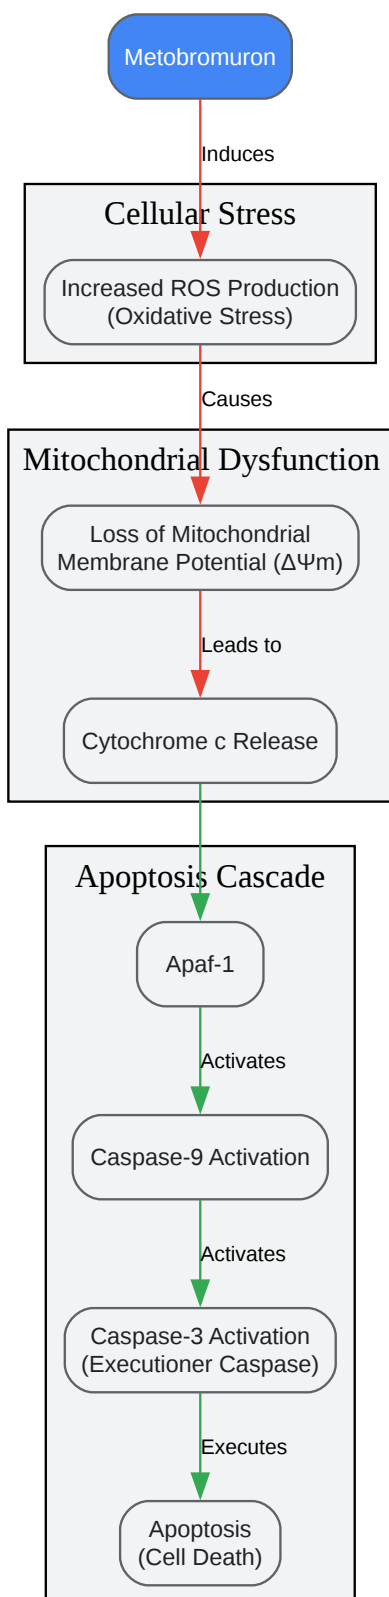 Metobromuron
Induces
Cellular Stress
Increased ROS Production
(Oxidative Stress)
Causes
Mitochondrial Dysfunction
Loss of Mitochondrial
Membrane Potential (ΔΨm)
Leads to
Cytochrome c Release
Apoptosis Cascade
Apaf-1
Activates
Caspase-9 Activation
Activates
Caspase-3 Activation
(Executioner Caspase)
Executes
Apoptosis
(Cell Death)